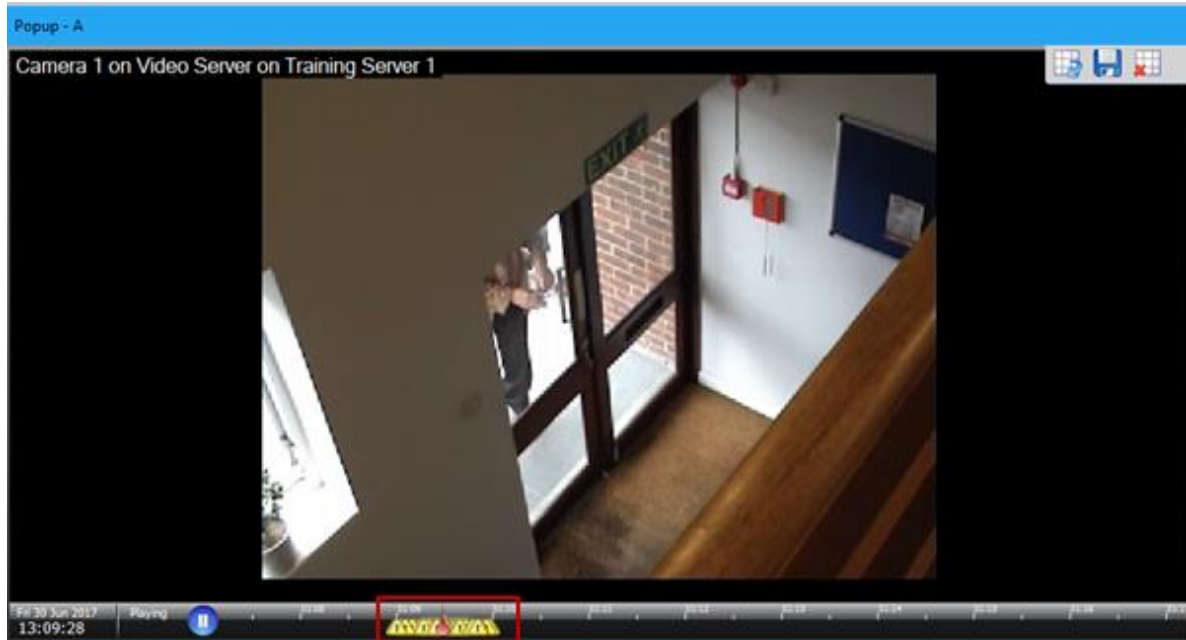 Popup - A
Camera 1 on Video Server on Training Server 1
EXIT
Fri 30 Jun 2017
Playing
13:09:28